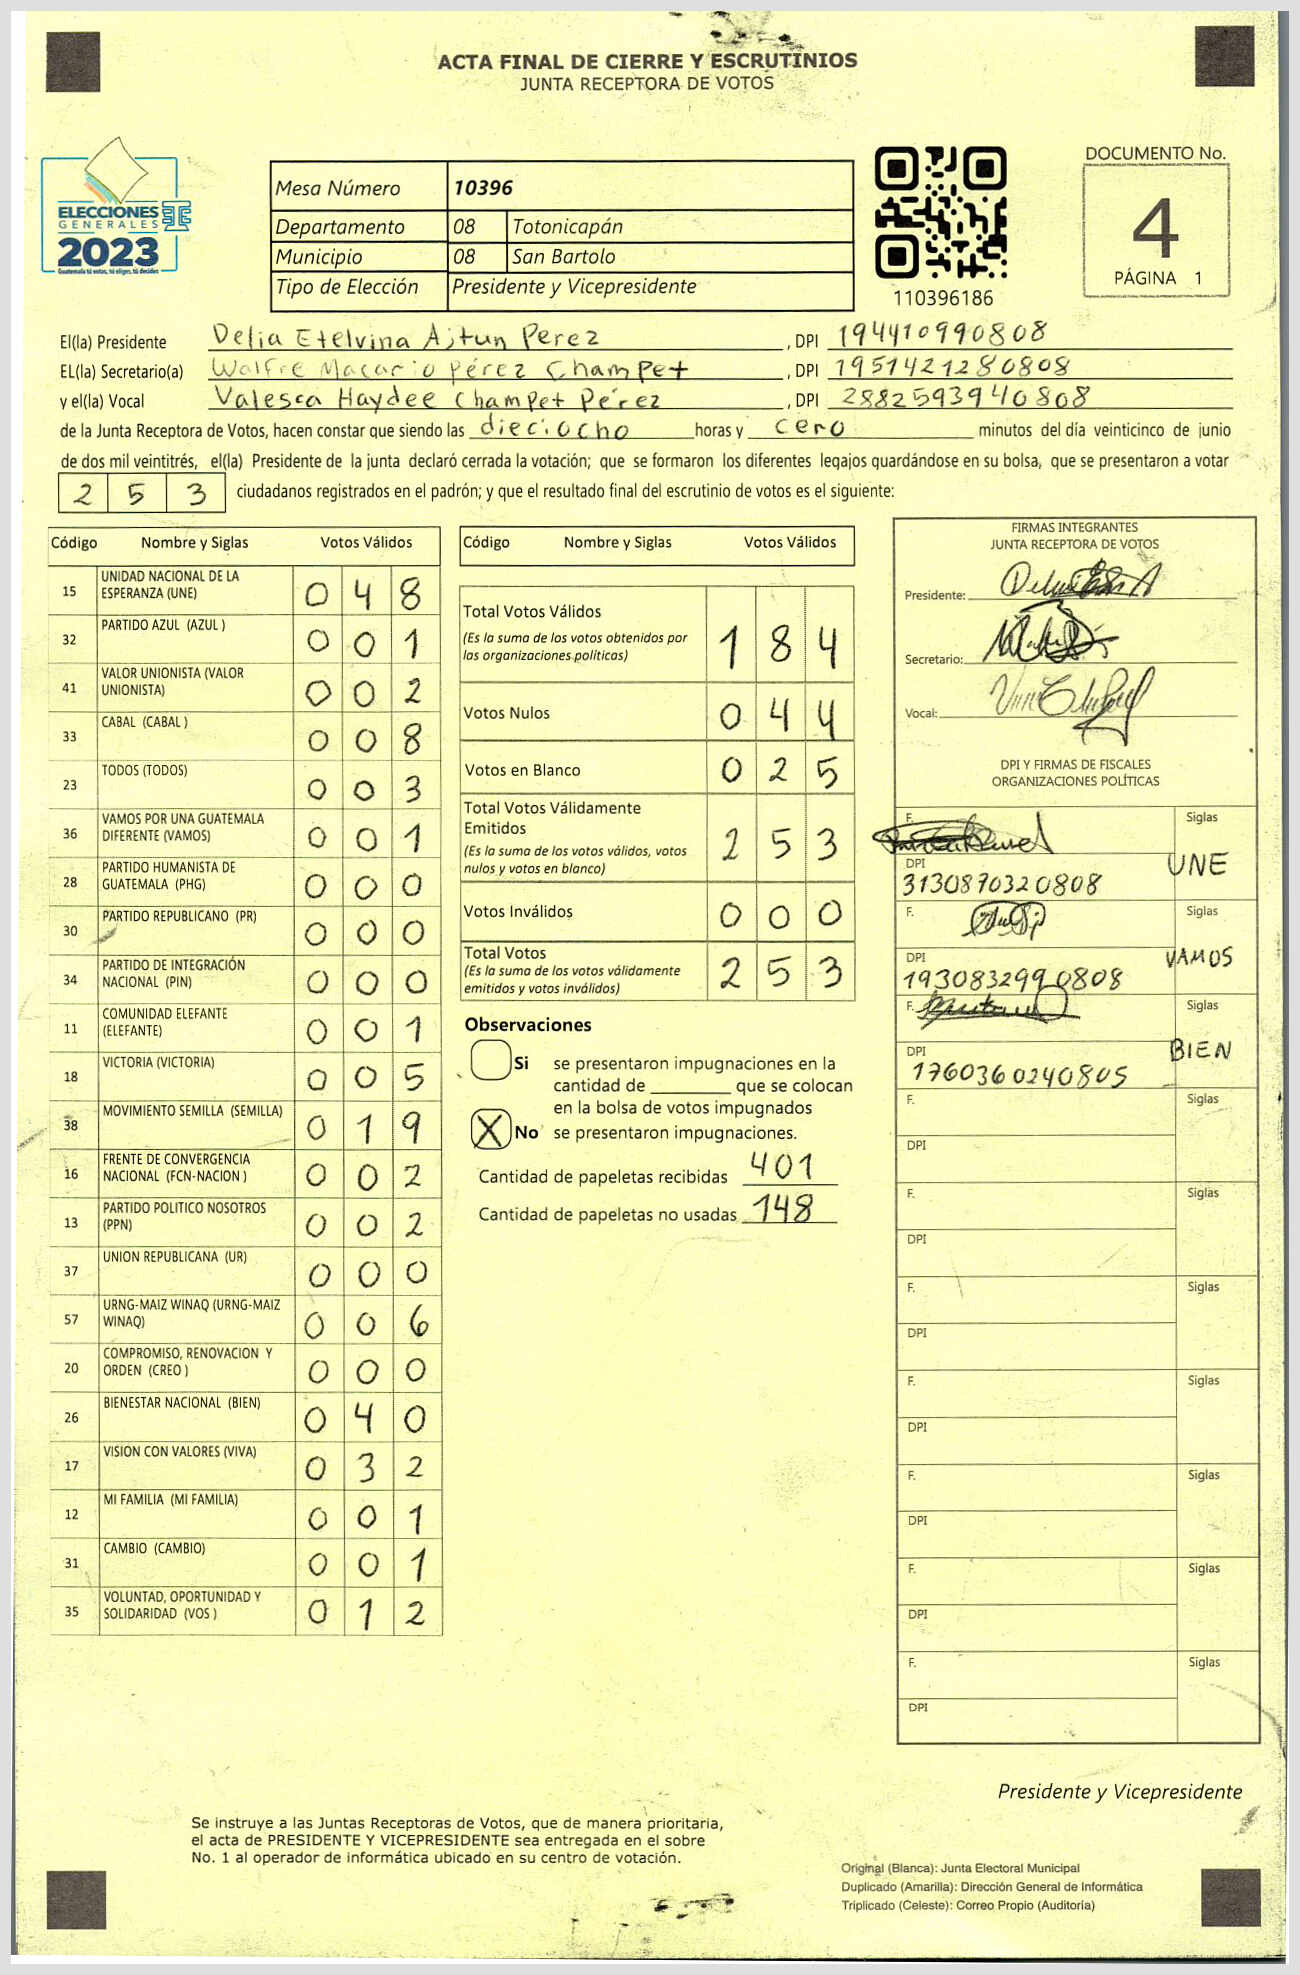 ACTA FINAL DE CIERRE Y ESCRUTINIOS
JUNTA RECEPTORA DE VOTOS
ELECCIONES
GENERALES
2023
Guatemala tú votas, tú eliges, tú decides
Mesa Número 10396
Departamento 08 Totonicapán
Municipio 08 San Bartolo
Tipo de Elección Presidente y Vicepresidente
110396186
DOCUMENTO No.
4
PÁGINA 1
El(la) Presidente Delia Etelvina Ajtun Perez, DPI 194410990808
EL(la) Secretario(a) Walfre Macario Pérez Champet, DPI 1951421280808
y el(la) Vocal Valesca Haydee Champet Pérez, DPI 2882593940808
de la Junta Receptora de Votos, hacen constar que siendo las dieciocho horas y cero minutos del día veinticinco de junio
de dos mil veintitrés, el(la) Presidente de la junta declaró cerrada la votación; que se formaron los diferentes legajos guardándose en su bolsa, que se presentaron a votar
2 5 3 ciudadanos registrados en el padrón; y que el resultado final del escrutinio de votos es el siguiente:
Código Nombre y Siglas Votos Válidos
15 UNIDAD NACIONAL DE LA
ESPERANZA (UNE) 0 4 8
32 PARTIDO AZUL (AZUL ) 0 0 1
41 VALOR UNIONISTA (VALOR
UNIONISTA) 0 0 2
33 CABAL (CABAL ) 0 0 8
23 TODOS (TODOS) 0 0 3
36 VAMOS POR UNA GUATEMALA
DIFERENTE (VAMOS) 0 0 1
28 PARTIDO HUMANISTA DE
GUATEMALA (PHG) 0 0 0
30 PARTIDO REPUBLICANO (PR) 0 0 0
34 PARTIDO DE INTEGRACIÓN
NACIONAL (PIN) 0 0 0
11 COMUNIDAD ELEFANTE
(ELEFANTE) 0 0 1
18 VICTORIA (VICTORIA) 0 0 5
38 MOVIMIENTO SEMILLA (SEMILLA) 0 1 9
16 FRENTE DE CONVERGENCIA
NACIONAL (FCN-NACION ) 0 0 2
13 PARTIDO POLITICO NOSOTROS
(PPN) 0 0 2
37 UNION REPUBLICANA (UR) 0 0 0
57 URNG-MAIZ WINAQ (URNG-MAIZ
WINAQ) 0 0 6
20 COMPROMISO, RENOVACION Y
ORDEN (CREO ) 0 0 0
26 BIENESTAR NACIONAL (BIEN) 0 4 0
17 VISION CON VALORES (VIVA) 0 3 2
12 MI FAMILIA (MI FAMILIA) 0 0 1
31 CAMBIO (CAMBIO) 0 0 1
35 VOLUNTAD, OPORTUNIDAD Y
SOLIDARIDAD (VOS ) 0 1 2
Código Nombre y Siglas Votos Válidos
Total Votos Válidos
(Es la suma de los votos obtenidos por
las organizaciones políticas) 1 8 4
Votos Nulos 0 4 4
Votos en Blanco 0 2 5
Total Votos Válidamente
Emitidos
(Es la suma de los votos válidos, votos
nulos y votos en blanco) 2 5 3
Votos Inválidos 0 0 0
Total Votos
(Es la suma de los votos válidamente
emitidos y votos inválidos) 2 5 3
Observaciones
Si se presentaron impugnaciones en la
cantidad de ________ que se colocan
en la bolsa de votos impugnados
X No se presentaron impugnaciones.
Cantidad de papeletas recibidas 401
Cantidad de papeletas no usadas 148
FIRMAS INTEGRANTES
JUNTA RECEPTORA DE VOTOS
Presidente:
Secretario:
Vocal:
DPI Y FIRMAS DE FISCALES
ORGANIZACIONES POLÍTICAS
F. Siglas
UNE
DPI
3130870320808
F. Siglas
VAMOS
DPI
1930832990808
F. Siglas
BIEN
DPI
1760360240805
F. Siglas
DPI
F. Siglas
DPI
F. Siglas
DPI
F. Siglas
DPI
F. Siglas
DPI
F. Siglas
DPI
F. Siglas
DPI
Presidente y Vicepresidente
Se instruye a las Juntas Receptoras de Votos, que de manera prioritaria,
el acta de PRESIDENTE Y VICEPRESIDENTE sea entregada en el sobre
No. 1 al operador de informática ubicado en su centro de votación.
Original (Blanca): Junta Electoral Municipal
Duplicado (Amarilla): Dirección General de Informática
Triplicado (Celeste): Correo Propio (Auditoría)